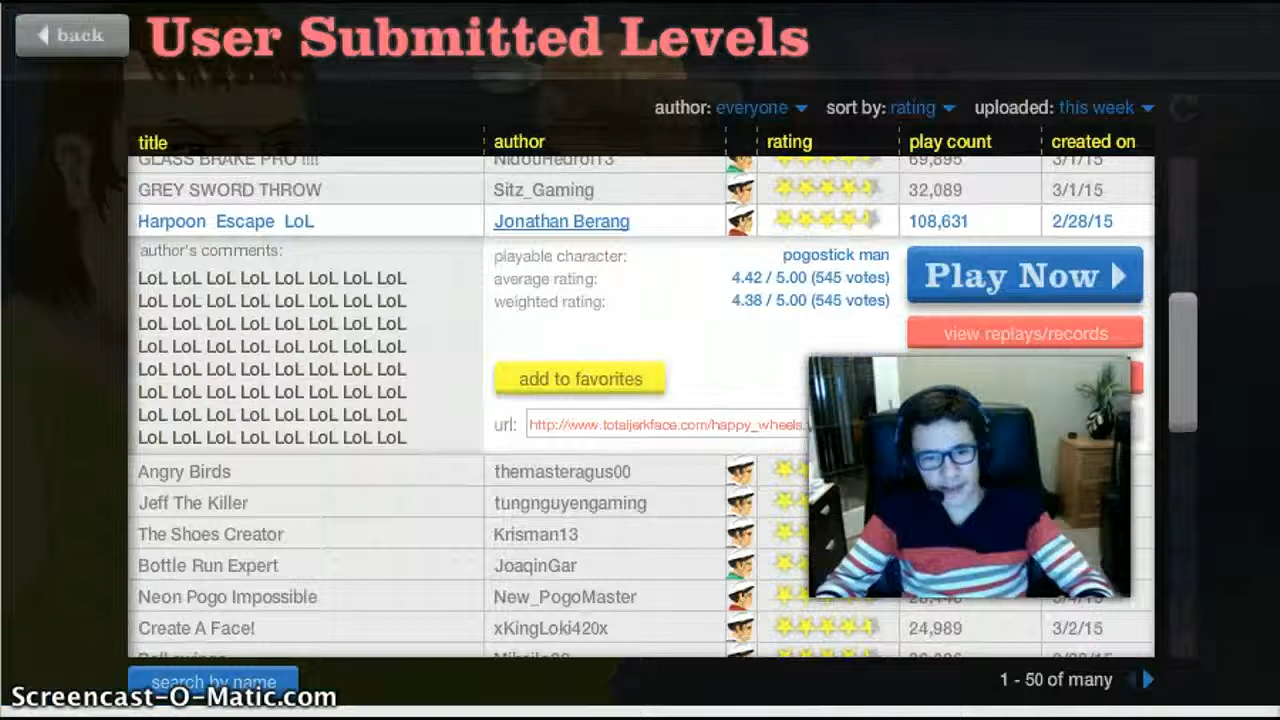 back
User Submitted Levels
author: everyone sort by: rating uploaded: this week
title author rating play count created on
GLASS BRAKE PRO !!!! 69,895 3/1/15
GREY SWORD THROW Sitz_Gaming 32,089 3/1/15
Harpoon Escape LoL Jonathan Berang 108,631 2/28/15
author's comments:
LoL LoL LoL LoL LoL LoL LoL LoL
LoL LoL LoL LoL LoL LoL LoL LoL
LoL LoL LoL LoL LoL LoL LoL LoL
LoL LoL LoL LoL LoL LoL LoL LoL
LoL LoL LoL LoL LoL LoL LoL LoL
LoL LoL LoL LoL LoL LoL LoL LoL
LoL LoL LoL LoL LoL LoL LoL LoL
LoL LoL LoL LoL LoL LoL LoL LoL
playable character: pogostick man
average rating: 4.42 / 5.00 (545 votes)
weighted rating: 4.38 / 5.00 (545 votes)
add to favorites
url: http://www.totaljerkface.com/happy_wheels.
Play Now
view replays/records
Angry Birds themasteragus00
Jeff The Killer tungnguyengaming
The Shoes Creator Krisman13
Bottle Run Expert JoaqinGar
Neon Pogo Impossible New_PogoMaster
Create A Face! xKingLoki420x 24,989 3/2/15
search by name
1 - 50 of many
Screencast-O-Matic.com